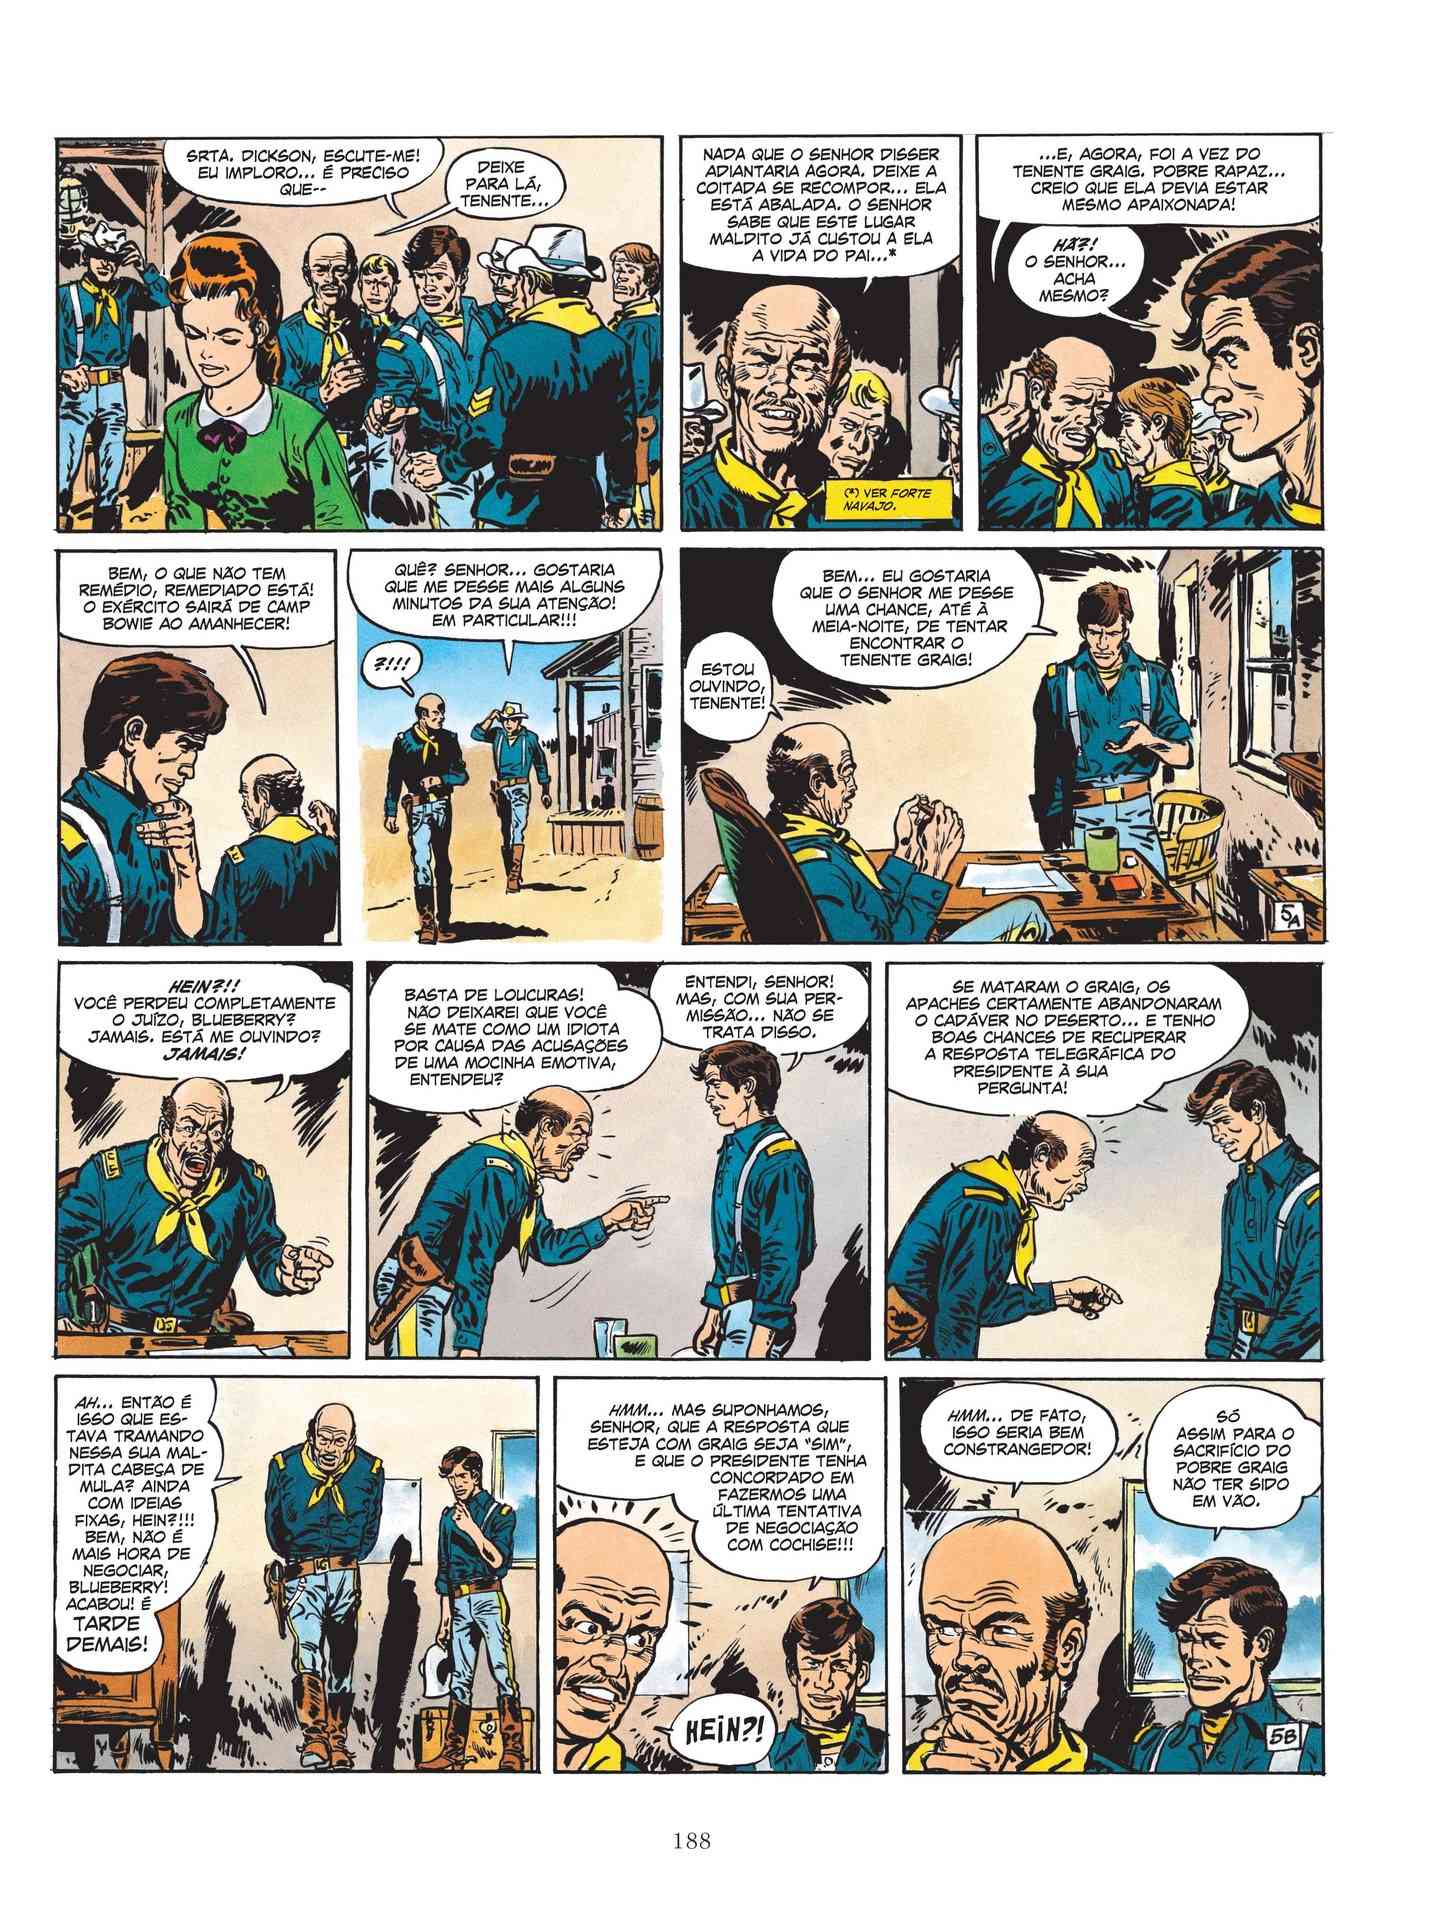 SRTA. DICKSON, ESCUTE-ME!
EU IMPLORO... É PRECISO
QUE--
DEIXE
PARA LÁ,
TENENTE...
NADA QUE O SENHOR DISSER
ADIANTARIA AGORA. DEIXE A
COITADA SE RECOMPOR... ELA
ESTÁ ABALADA. O SENHOR
SABE QUE ESTE LUGAR
MALDITO JÁ CUSTOU A ELA
A VIDA DO PAI...*
(*) VER FORTE
NAVAJO.
...E, AGORA, FOI A VEZ DO
TENENTE GRAIG. POBRE RAPAZ...
CREIO QUE ELA DEVIA ESTAR
MESMO APAIXONADA!
HÃ?!
O SENHOR...
ACHA
MESMO?
BEM, O QUE NÃO TEM
REMÉDIO, REMEDIADO ESTÁ!
O EXÉRCITO SAIRÁ DE CAMP
BOWIE AO AMANHECER!
QUÊ? SENHOR... GOSTARIA
QUE ME DESSE MAIS ALGUNS
MINUTOS DA SUA ATENÇÃO!
EM PARTICULAR!!!
?!!!
BEM... EU GOSTARIA
QUE O SENHOR ME DESSE
UMA CHANCE, ATÉ À
MEIA-NOITE, DE TENTAR
ENCONTRAR O
TENENTE GRAIG!
ESTOU
OUVINDO,
TENENTE!
5A
HEIN?!!
VOCÊ PERDEU COMPLETAMENTE
O JUÍZO, BLUEBERRY?
JAMAIS. ESTÁ ME OUVINDO?
JAMAIS!
BASTA DE LOUCURAS!
NÃO DEIXAREI QUE VOCÊ
SE MATE COMO UM IDIOTA
POR CAUSA DAS ACUSAÇÕES
DE UMA MOCINHA EMOTIVA,
ENTENDEU?
ENTENDI, SENHOR!
MAS, COM SUA PER-
MISSÃO... NÃO SE
TRATA DISSO.
SE MATARAM O GRAIG, OS
APACHES CERTAMENTE ABANDONARAM
O CADÁVER NO DESERTO... E TENHO
BOAS CHANCES DE RECUPERAR
A RESPOSTA TELEGRÁFICA DO
PRESIDENTE À SUA
PERGUNTA!
AH... ENTÃO É
ISSO QUE ES-
TAVA TRAMANDO
NESSA SUA MAL-
DITA CABEÇA DE
MULA? AINDA
COM IDEIAS
FIXAS, HEIN?!!!
BEM, NÃO É
MAIS HORA DE
NEGOCIAR,
BLUEBERRY!
ACABOU! É
TARDE
DEMAIS!
HMM... MAS SUPONHAMOS,
SENHOR, QUE A RESPOSTA QUE
ESTEJA COM GRAIG SEJA "SIM",
E QUE O PRESIDENTE TENHA
CONCORDADO EM
FAZERMOS UMA
ÚLTIMA TENTATIVA
DE NEGOCIAÇÃO
COM COCHISE!!!
HEIN?!
HMM... DE FATO,
ISSO SERIA BEM
CONSTRANGEDOR!
SÓ
ASSIM PARA O
SACRIFÍCIO DO
POBRE GRAIG
NÃO TER SIDO
EM VÃO.
5B
188